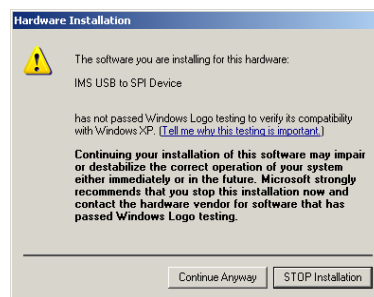 Hardware Installation
The software you are installing for this hardware:
IMS USB to SPI Device
has not passed Windows Logo testing to verify its compatibility
with Windows XP. (Tell me why this testing is important.)
Continuing your installation of this software may impair
or destabilize the correct operation of your system
either immediately or in the future. Microsoft strongly
recommends that you stop this installation now and
contact the hardware vendor for software that has
passed Windows Logo testing.
Continue Anyway STOP Installation